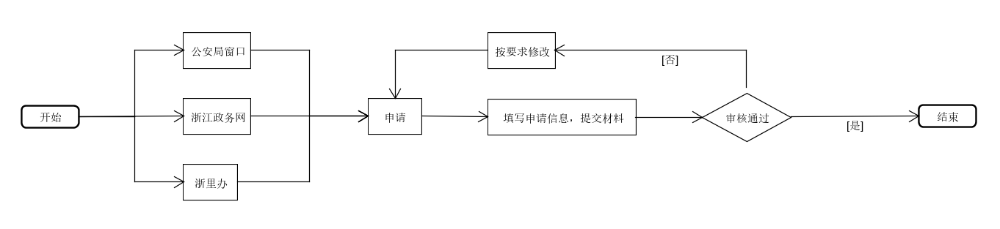 开始
公安局窗口
浙江政务网
浙里办
申请
按要求修改
填写申请信息，提交材料
审核通过
[否]
[是]
结束